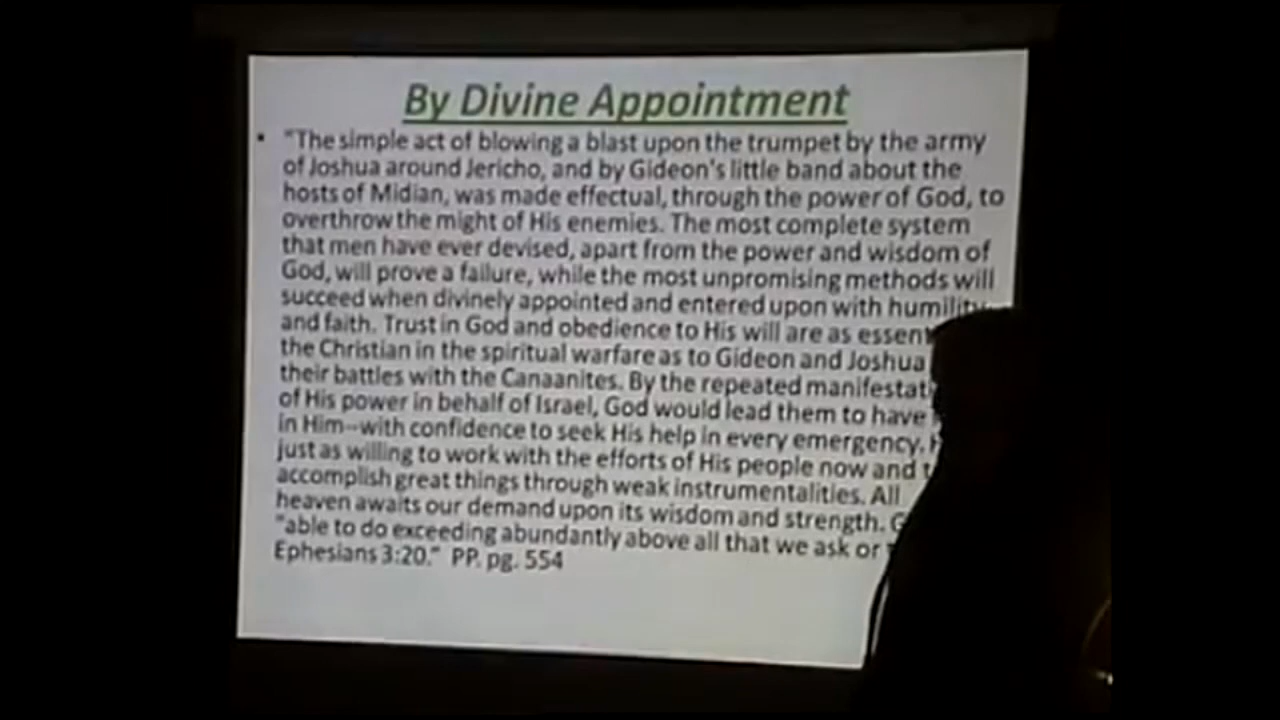 By Divine Appointment
• "The simple act of blowing a blast upon the trumpet by the army
of Joshua around Jericho, and by Gideon's little band about the
hosts of Midian, was made effectual, through the power of God, to
overthrow the might of His enemies. The most complete system
that men have ever devised, apart from the power and wisdom of
God, will prove a failure, while the most unpromising methods will
succeed when divinely appointed and entered upon with humility
and faith. Trust in God and obedience to His will are as
the Christian in the spiritual warfare as to Gideon and Joshua
their battles with the Canaanites. By the repeated
of His power in behalf of Israel, God would lead them to have
in Him--with confidence to seek His help in every emergency.
just as willing to work with the efforts of His people now and
accomplish great things through weak instrumentalities. All
heaven awaits our demand upon its wisdom and strength.
"able to do exceeding abundantly above all that we ask or
Ephesians 3:20." PP. pg. 554